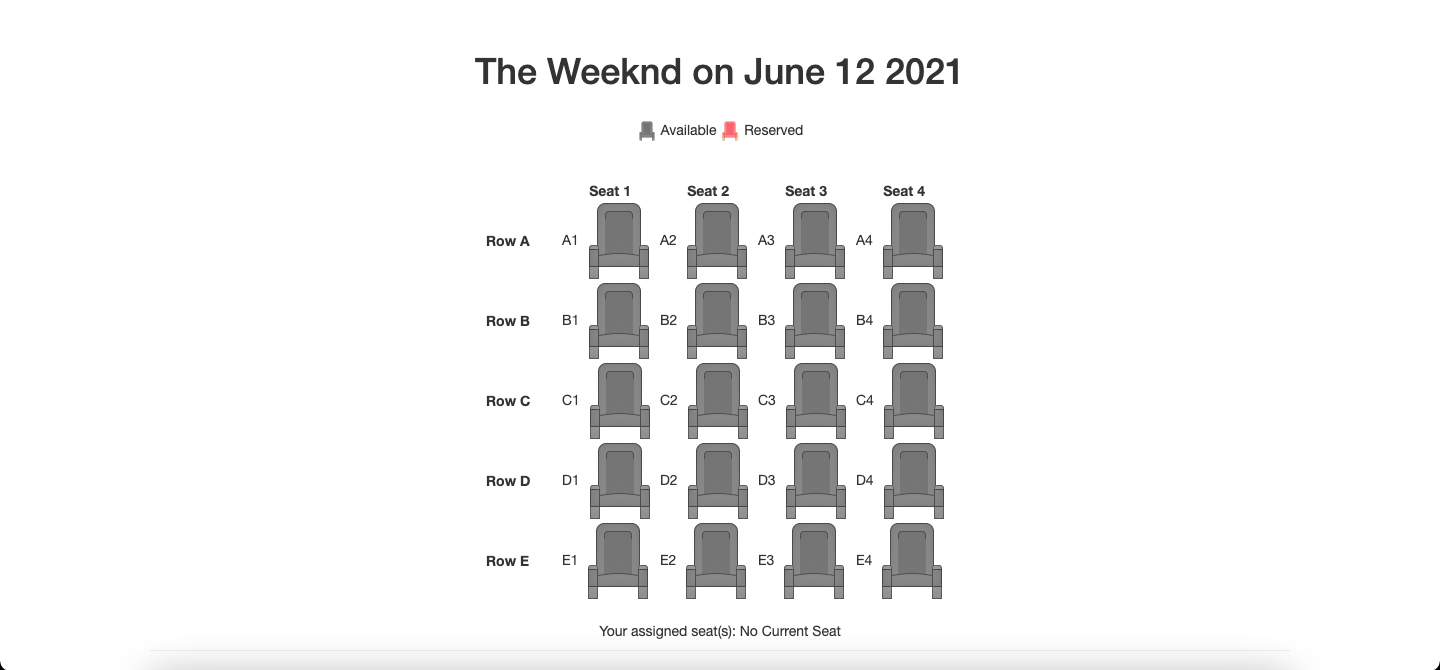 The Weeknd on June 12 2021
Available Reserved
Seat 1 Seat 2 Seat 3 Seat 4
Row A A1 A2 A3 A4
Row B B1 B2 B3 B4
Row C C1 C2 C3 C4
Row D D1 D2 D3 D4
Row E E1 E2 E3 E4
Your assigned seat(s): No Current Seat